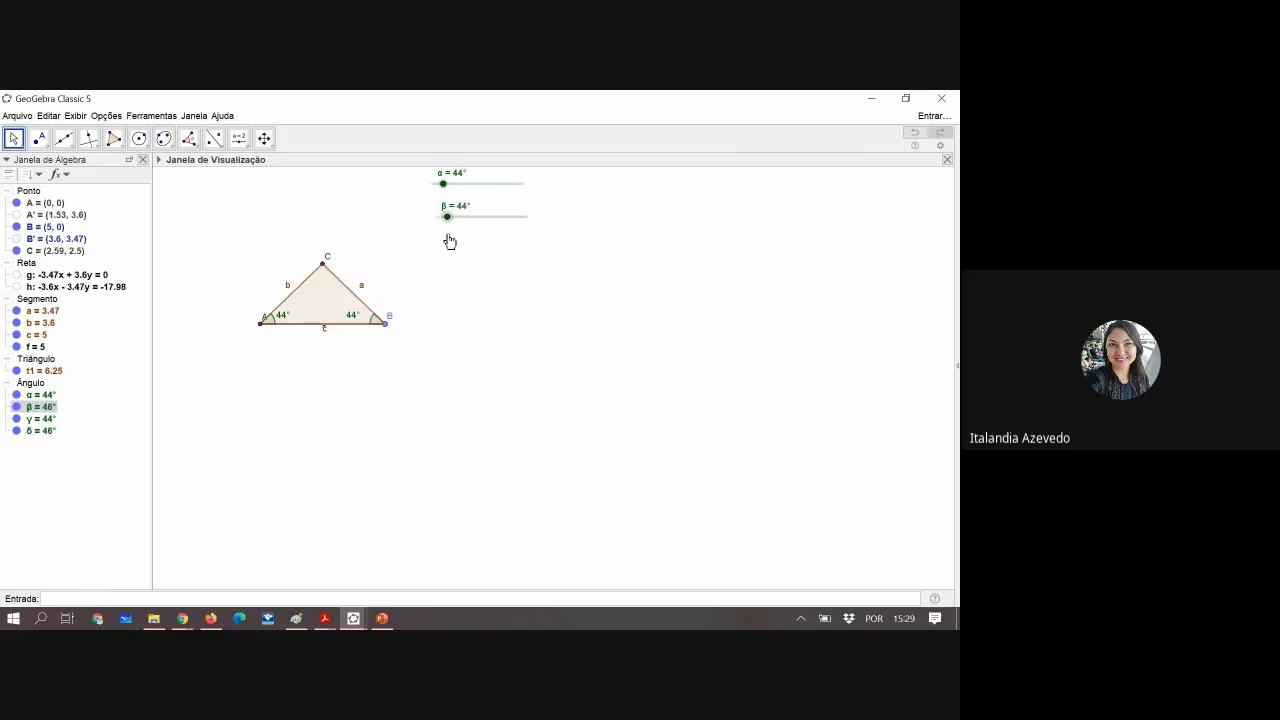 GeoGebra Classic 5
Arquivo Editar Exibir Opções Ferramentas Janela Ajuda
Entrar...
A
a=2
Janela de Álgebra
Janela de Visualização
fx
Ponto
A = (0, 0)
A' = (1.53, 3.6)
B = (5, 0)
B' = (3.6, 3.47)
C = (2.59, 2.5)
Reta
g: -3.47x + 3.6y = 0
h: -3.6x - 3.47y = -17.98
Segmento
a = 3.47
b = 3.6
c = 5
f = 5
Triângulo
t1 = 6.25
Ângulo
α = 44°
β = 46°
γ = 44°
δ = 46°
α = 44°
β = 44°
C
b
a
A
44°
44°
B
Italandia Azevedo
Entrada:
POR
15:29